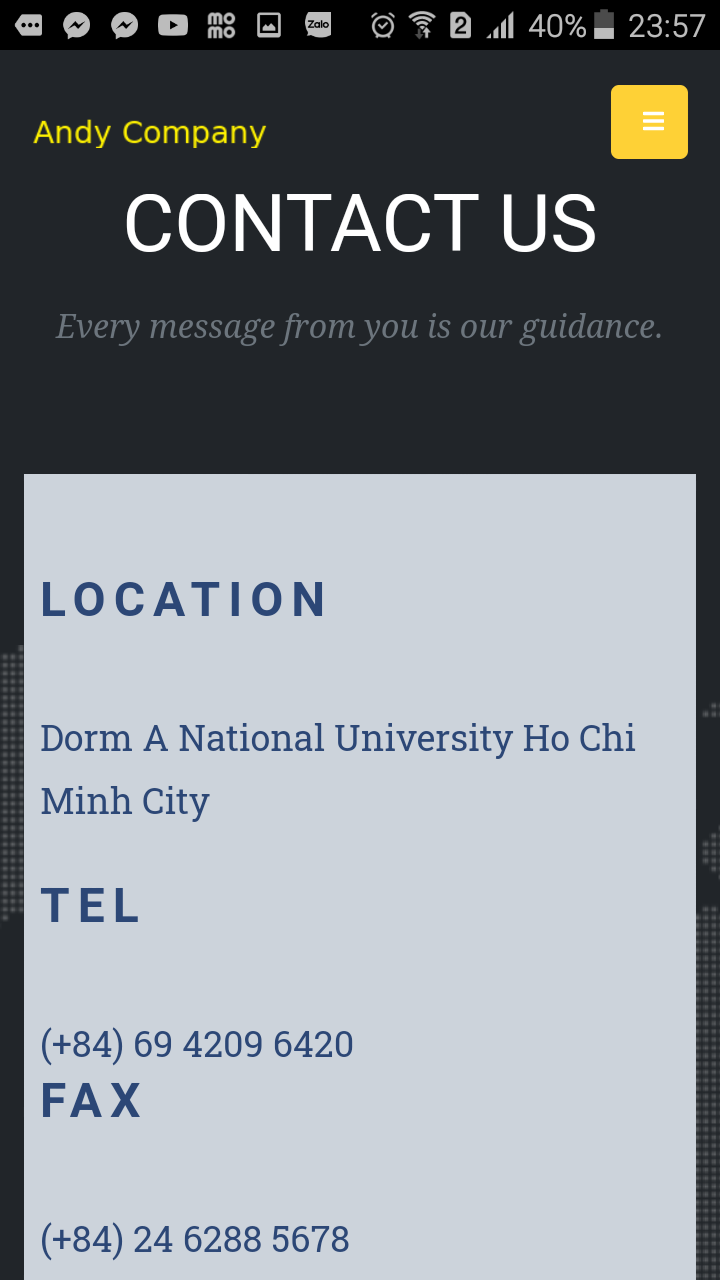 MO
MO
Zalo
2
40%
23:57
Andy Company
CONTACT US
Every message from you is our guidance.
LOCATION
Dorm A National University Ho Chi
Minh City
TEL
(+84) 69 4209 6420
FAX
(+84) 24 6288 5678